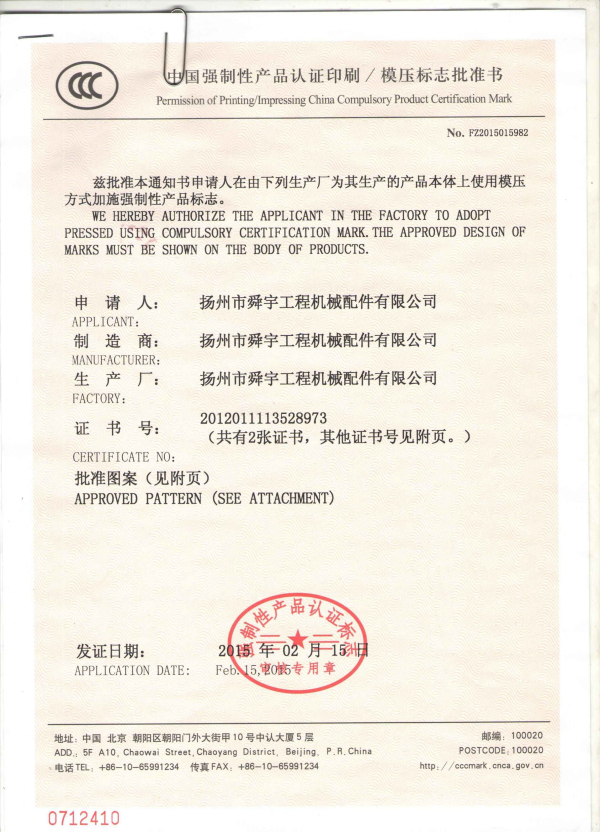 CCC
中国强制性产品认证印刷／模压标志批准书
Permission of Printing/Impressing China Compulsory Product Certification Mark
No. FZ2015015982
兹批准本通知书申请人在由下列生产厂为其生产的产品本体上使用模压
方式加施强制性产品标志。
WE HEREBY AUTHORIZE THE APPLICANT IN THE FACTORY TO ADOPT
PRESSED USING COMPULSORY CERTIFICATION MARK.THE APPROVED DESIGN OF
MARKS MUST BE SHOWN ON THE BODY OF PRODUCTS.
申 请 人： 扬州市舜宇工程机械配件有限公司
APPLICANT:
制 造 商： 扬州市舜宇工程机械配件有限公司
MANUFACTURER:
生 产 厂： 扬州市舜宇工程机械配件有限公司
FACTORY:
证 书 号： 2012011113528973
（共有2张证书，其他证书号见附页。）
CERTIFICATE NO:
批准图案（见附页）
APPROVED PATTERN (SEE ATTACHMENT)
强制性产品认证标志
审核专用章
发证日期： 2015 年 02 月 15 日
APPLICATION DATE: Feb.15,2015
地址：中国 北京 朝阳区朝阳门外大街甲10号中认大厦5层 邮编：100020
ADD.: 5F A10, Chaowai Street,Chaoyang District, Beijing, P.R.China POSTCODE:100020
电话TEL：+86-10-65991234 传真FAX：+86-10-65991234 http://cccmark.cnca.gov.cn
0712410